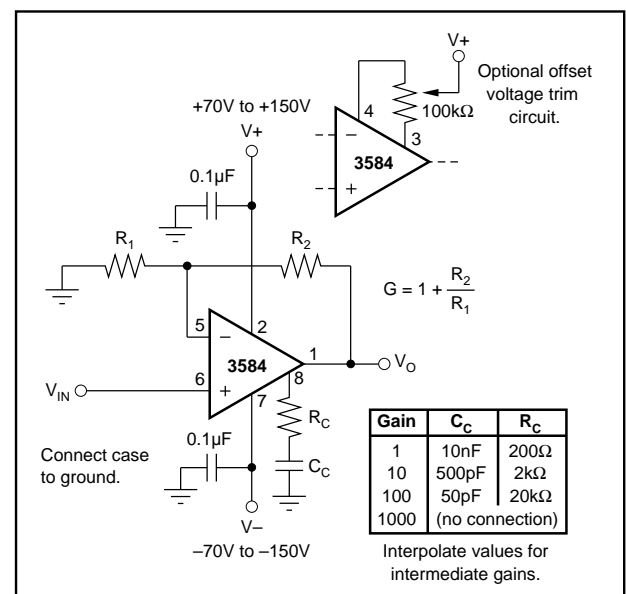 V+
Optional offset
voltage trim
circuit.
4
100kΩ
3
−
3584
+
+70V to +150V
V+
0.1µF
R1
R2
G = 1 + R2/R1
5
2
−
3584
1
VO
6
+
8
VIN
7
RC
0.1µF
CC
Connect case
to ground.
V–
–70V to –150V
Gain CC RC
1 10nF 200Ω
10 500pF 2kΩ
100 50pF 20kΩ
1000 (no connection)
Interpolate values for
intermediate gains.